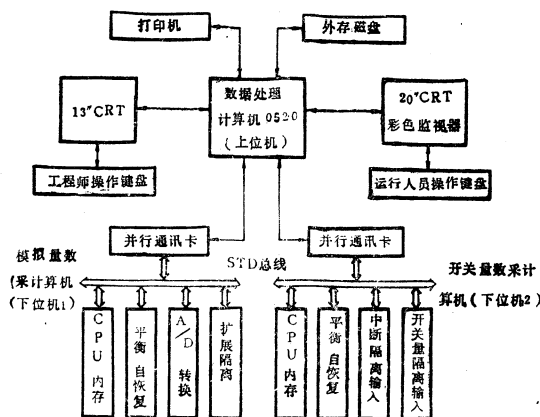 打印机
外存磁盘
数据处理
计算机0520
(上位机)
13"CRT
20"CRT
彩色监视器
工程师操作键盘
运行人员操作键盘
并行通讯卡
并行通讯卡
STD总线
模拟量数
(采计算机
(下位机1)
开关量数采计
算机(下位机2)
CPU内存
平衡自恢复
A/D转换
扩展隔离
CPU内存
平衡自恢复
中断隔离输入
开关量隔离输入